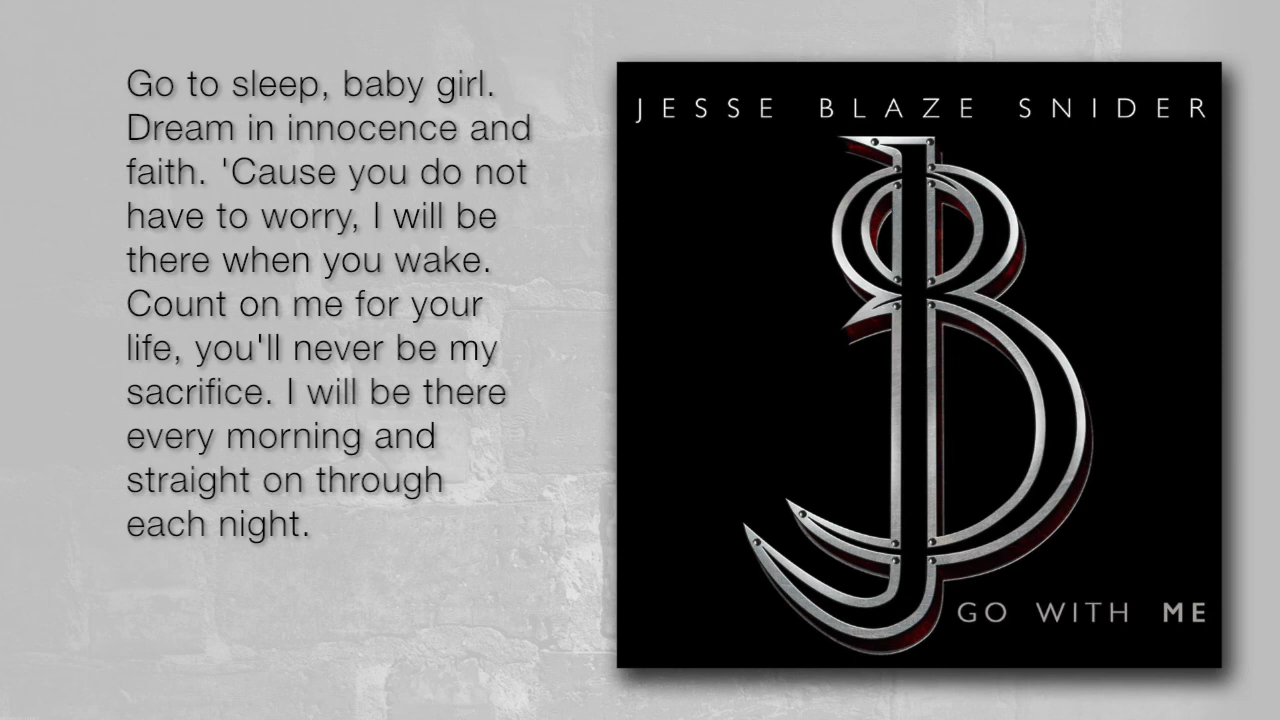 Go to sleep, baby girl.
Dream in innocence and
faith. 'Cause you do not
have to worry, I will be
there when you wake.
Count on me for your
life, you'll never be my
sacrifice. I will be there
every morning and
straight on through
each night.
JESSE BLAZE SNIDER
JB
GO WITH ME